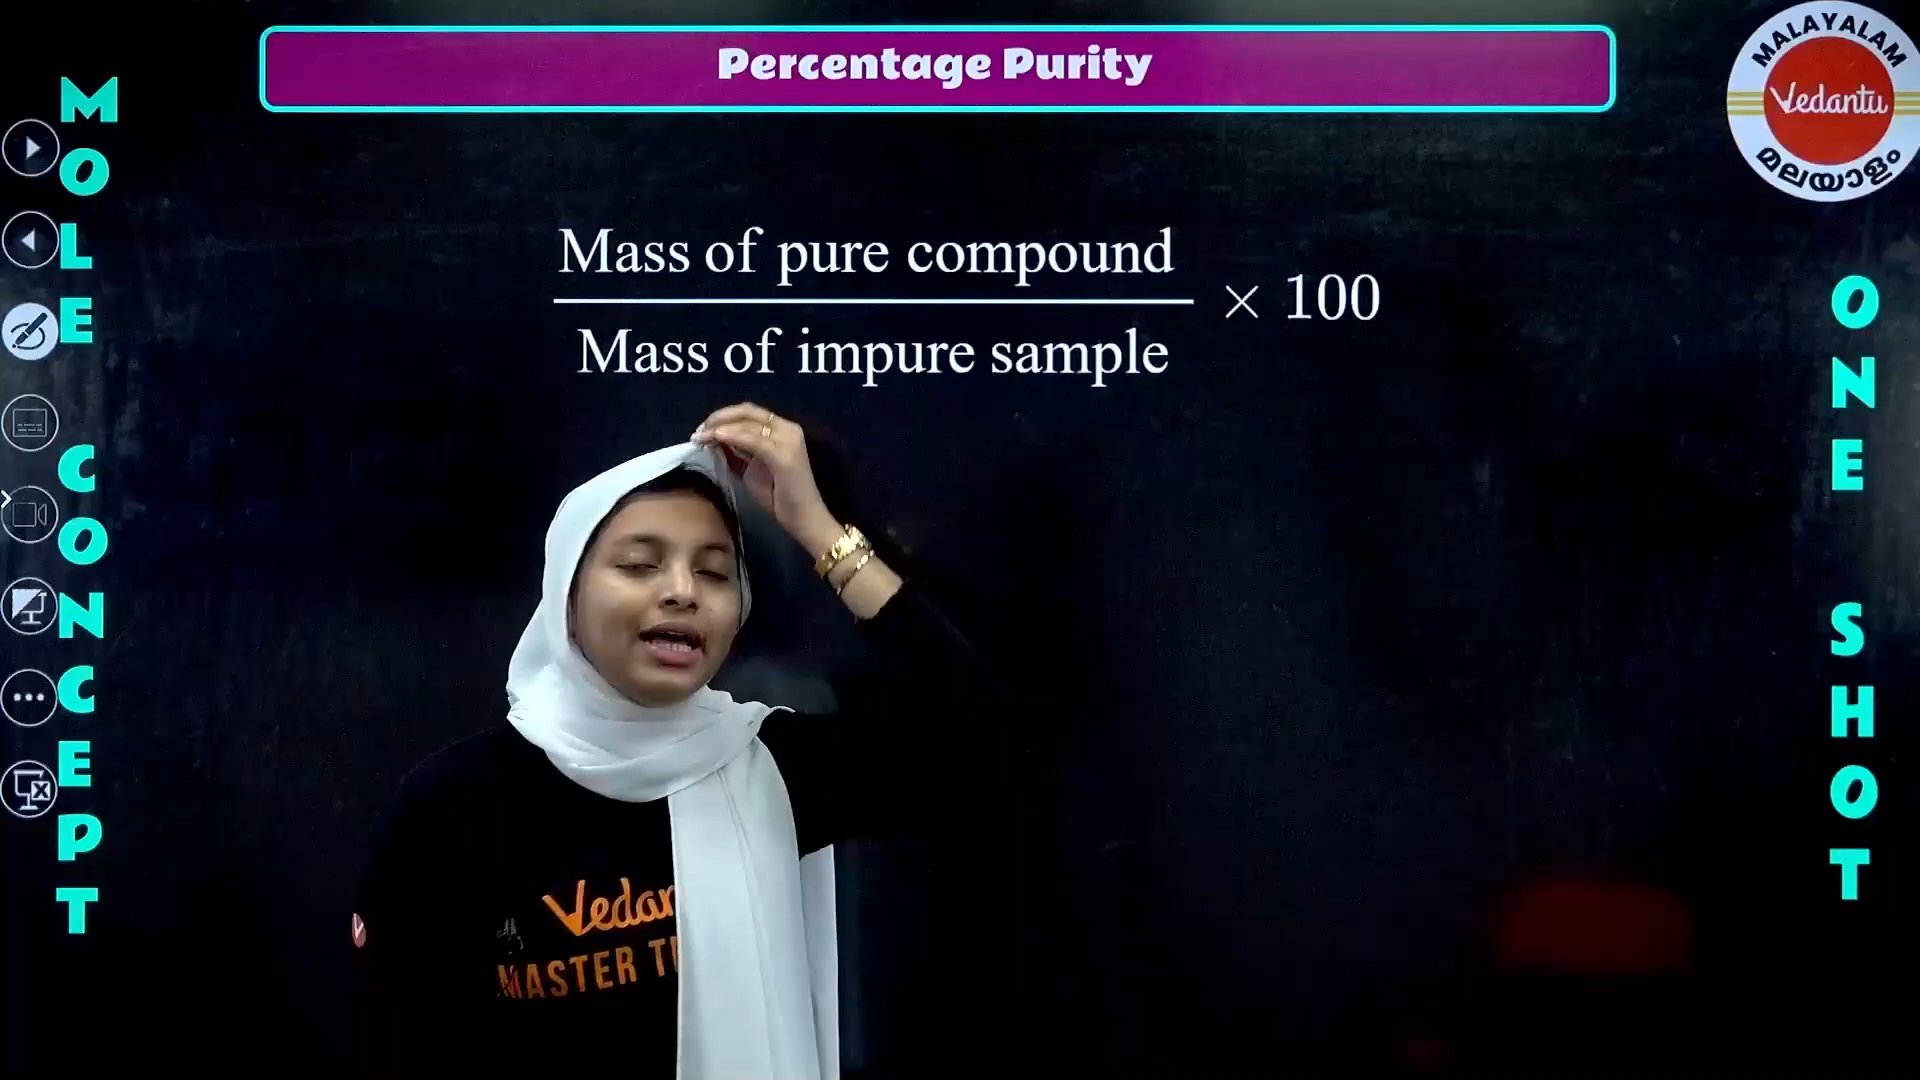 Percentage Purity
MALAYALAM
Vedantu
മലയാളം
MOLE CONCEPT
Mass of pure compound
Mass of impure sample
× 100
ONE SHOT
Vedan
MASTER T